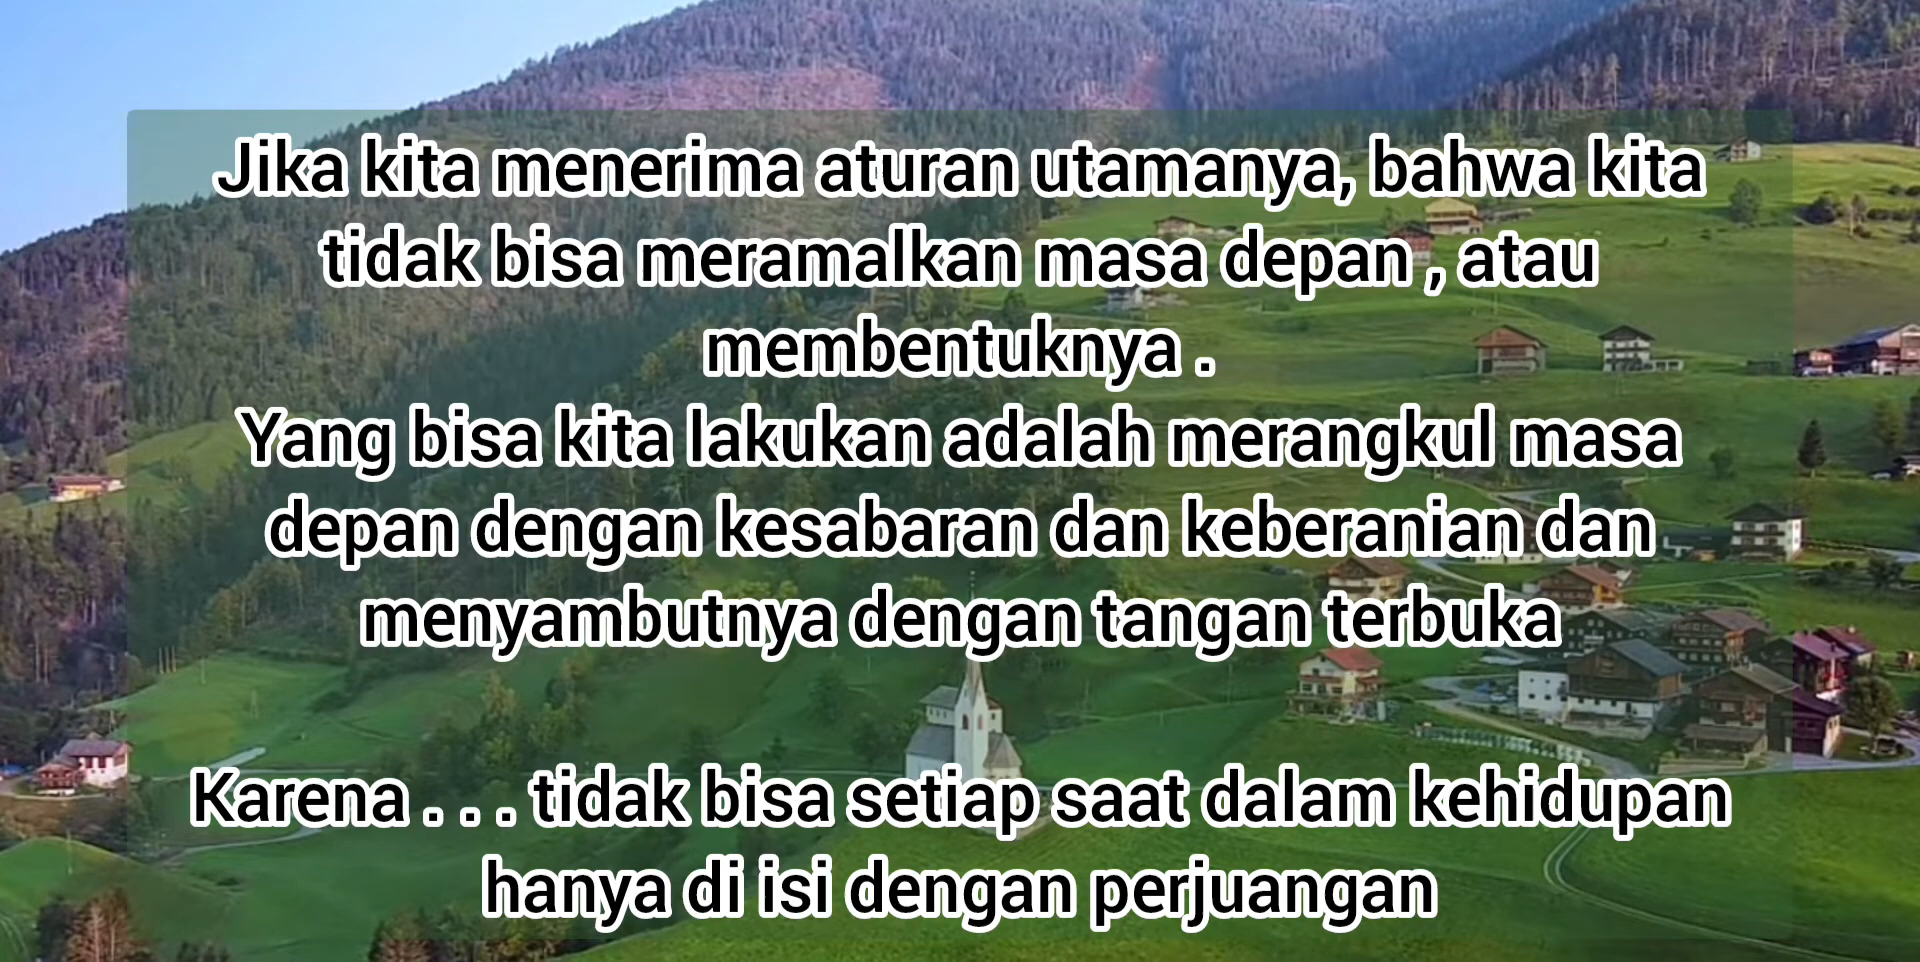 Jika kita menerima aturan utamanya, bahwa kita
tidak bisa meramalkan masa depan , atau
membentuknya .
Yang bisa kita lakukan adalah merangkul masa
depan dengan kesabaran dan keberanian dan
menyambutnya dengan tangan terbuka
Karena . . . tidak bisa setiap saat dalam kehidupan
hanya di isi dengan perjuangan